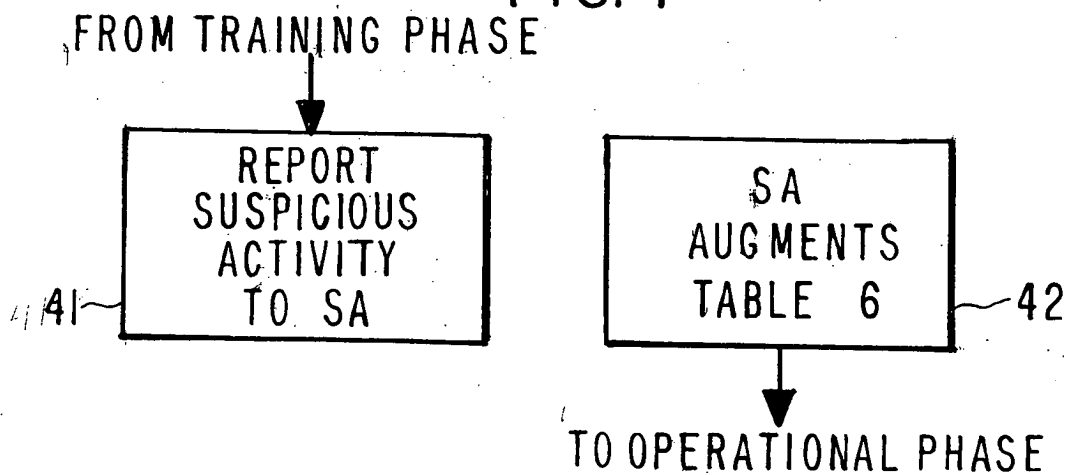 FROM TRAINING PHASE
REPORT
SUSPICIOUS
ACTIVITY
TO SA
41
SA
AUGMENTS
TABLE 6
42
TO OPERATIONAL PHASE